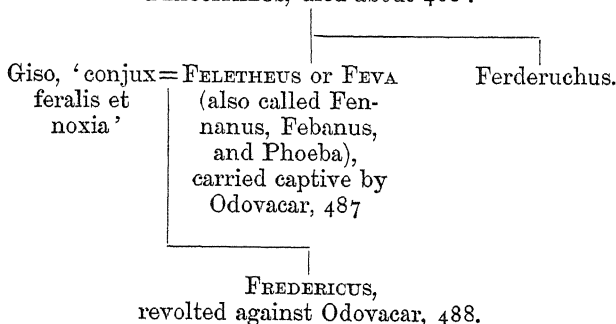 Giso, ‘conjux = FELETHEUS or FEVA
feralis et
noxia’
(also called Fen-
nanus, Febanus,
and Phoeba),
carried captive by
Odovacar, 487
Ferderuchus.
FREDERICUS,
revolted against Odovacar, 488.